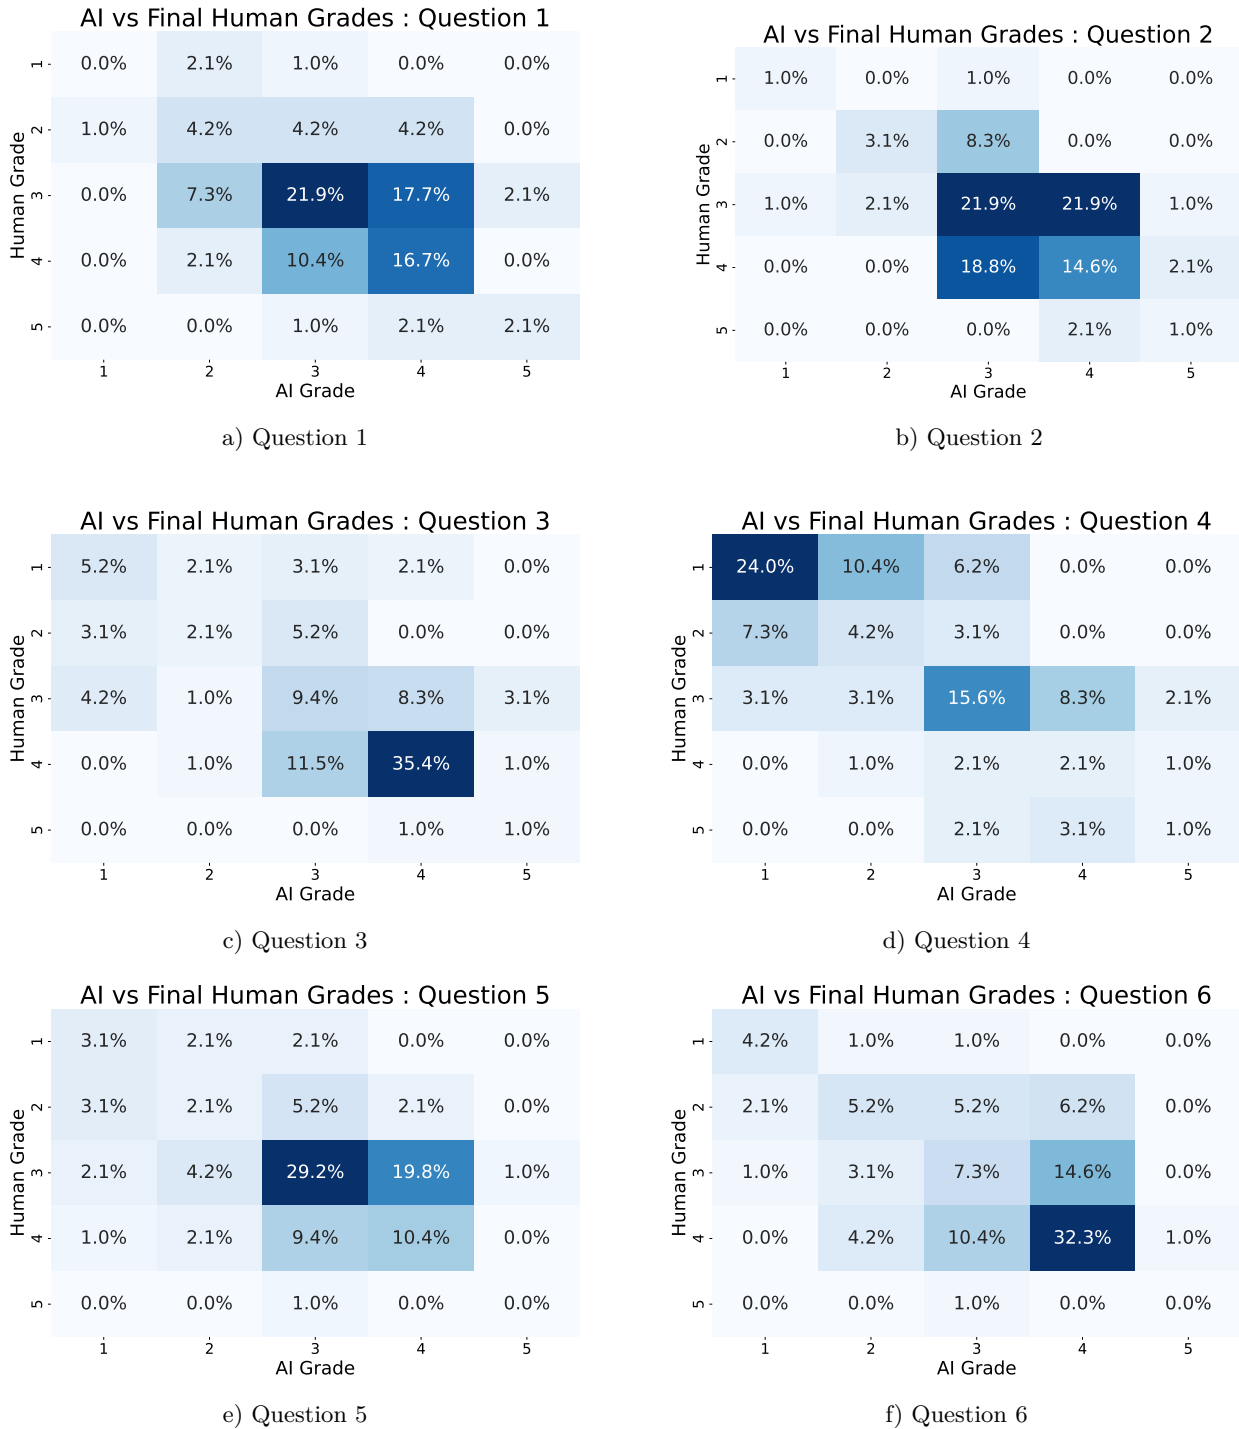 AI vs Final Human Grades : Question 1
Human Grade
1 0.0% 2.1% 1.0% 0.0% 0.0%
2 1.0% 4.2% 4.2% 4.2% 0.0%
3 0.0% 7.3% 21.9% 17.7% 2.1%
4 0.0% 2.1% 10.4% 16.7% 0.0%
5 0.0% 0.0% 1.0% 2.1% 2.1%
1 2 3 4 5
AI Grade
a) Question 1
AI vs Final Human Grades : Question 2
Human Grade
1 1.0% 0.0% 1.0% 0.0% 0.0%
2 0.0% 3.1% 8.3% 0.0% 0.0%
3 1.0% 2.1% 21.9% 21.9% 1.0%
4 0.0% 0.0% 18.8% 14.6% 2.1%
5 0.0% 0.0% 0.0% 2.1% 1.0%
1 2 3 4 5
AI Grade
b) Question 2
AI vs Final Human Grades : Question 3
Human Grade
1 5.2% 2.1% 3.1% 2.1% 0.0%
2 3.1% 2.1% 5.2% 0.0% 0.0%
3 4.2% 1.0% 9.4% 8.3% 3.1%
4 0.0% 1.0% 11.5% 35.4% 1.0%
5 0.0% 0.0% 0.0% 1.0% 1.0%
1 2 3 4 5
AI Grade
c) Question 3
AI vs Final Human Grades : Question 4
Human Grade
1 24.0% 10.4% 6.2% 0.0% 0.0%
2 7.3% 4.2% 3.1% 0.0% 0.0%
3 3.1% 3.1% 15.6% 8.3% 2.1%
4 0.0% 1.0% 2.1% 2.1% 1.0%
5 0.0% 0.0% 2.1% 3.1% 1.0%
1 2 3 4 5
AI Grade
d) Question 4
AI vs Final Human Grades : Question 5
Human Grade
1 3.1% 2.1% 2.1% 0.0% 0.0%
2 3.1% 2.1% 5.2% 2.1% 0.0%
3 2.1% 4.2% 29.2% 19.8% 1.0%
4 1.0% 2.1% 9.4% 10.4% 0.0%
5 0.0% 0.0% 1.0% 0.0% 0.0%
1 2 3 4 5
AI Grade
e) Question 5
AI vs Final Human Grades : Question 6
Human Grade
1 4.2% 1.0% 1.0% 0.0% 0.0%
2 2.1% 5.2% 5.2% 6.2% 0.0%
3 1.0% 3.1% 7.3% 14.6% 0.0%
4 0.0% 4.2% 10.4% 32.3% 1.0%
5 0.0% 0.0% 1.0% 0.0% 0.0%
1 2 3 4 5
AI Grade
f) Question 6